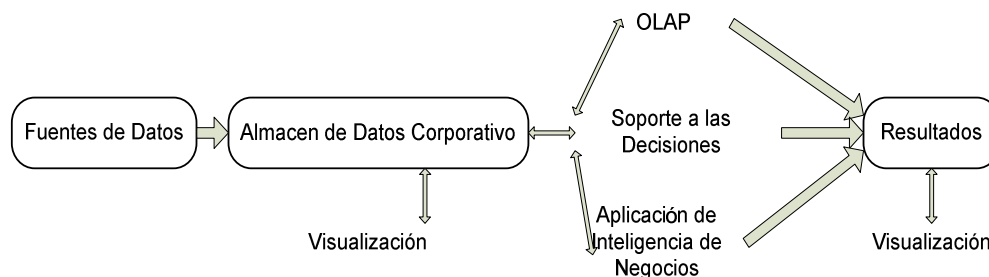 OLAP
Fuentes de Datos
Almacen de Datos Corporativo
Soporte a las
Decisiones
Resultados
Aplicación de
Inteligencia de
Negocios
Visualización
Visualización